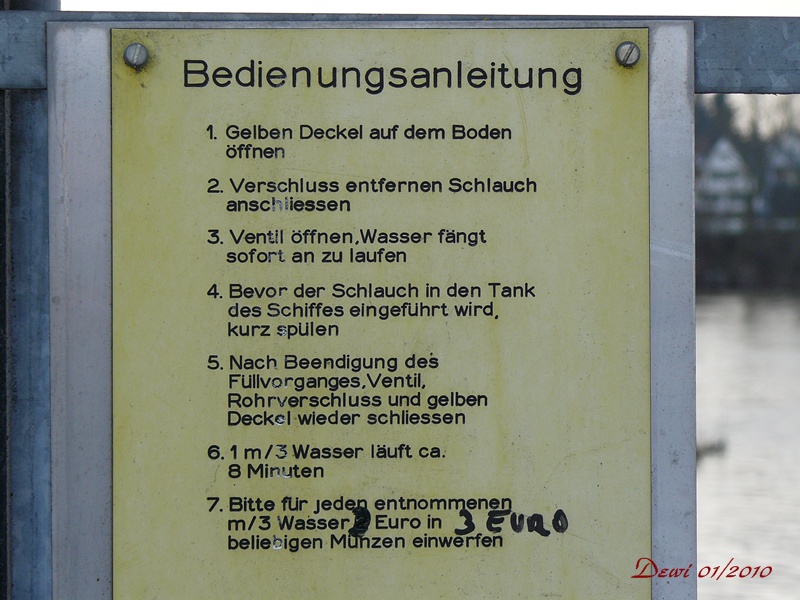 Bedienungsanleitung
1. Gelben Deckel auf dem Boden
öffnen
2. Verschluss entfernen Schlauch
anschliessen
3. Ventil öffnen,Wasser fängt
sofort an zu laufen
4. Bevor der Schlauch in den Tank
des Schiffes eingeführt wird,
kurz spülen
5. Nach Beendigung des
Füllvorganges,Ventil,
Rohrverschluss und gelben
Deckel wieder schliessen
6. 1 m/3 Wasser läuft ca.
8 Minuten
7. Bitte für jeden entnommenen
m/3 Wasser Euro in 3 EURO
beliebigen Münzen einwerfen
Dewi 01/2010